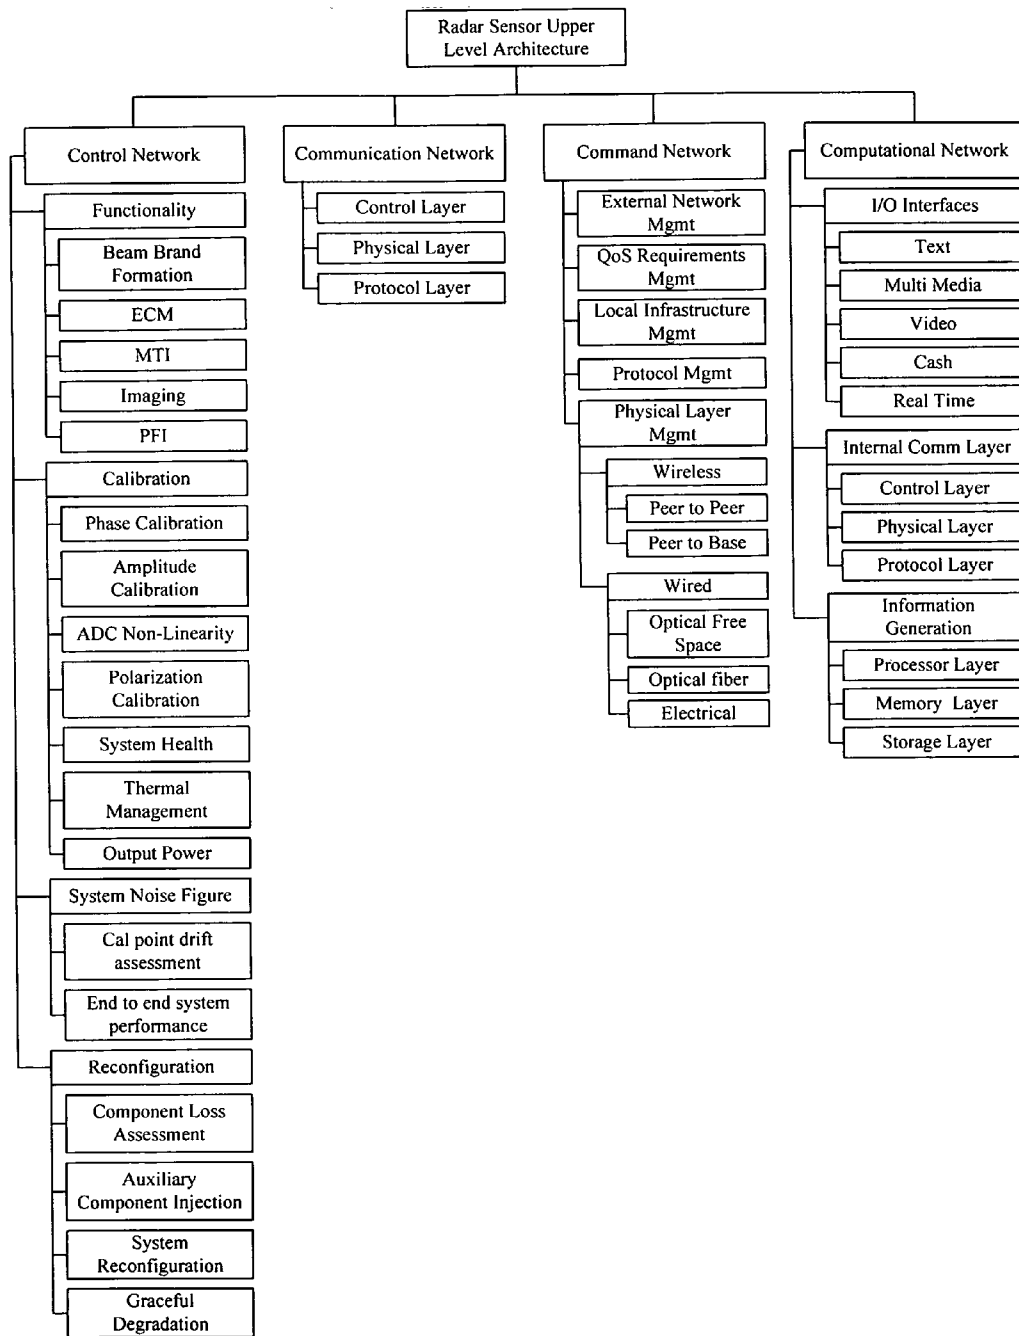 Radar Sensor Upper
Level Architecture
Control Network
Functionality
Beam Brand
Formation
ECM
MTI
Imaging
PFI
Calibration
Phase Calibration
Amplitude
Calibration
ADC Non-Linearity
Polarization
Calibration
System Health
Thermal
Management
Output Power
System Noise Figure
Cal point drift
assessment
End to end system
performance
Reconfiguration
Component Loss
Assessment
Auxiliary
Component Injection
System
Reconfiguration
Graceful
Degradation
Communication Network
Control Layer
Physical Layer
Protocol Layer
Command Network
External Network
Mgmt
QoS Requirements
Mgmt
Local Infrastructure
Mgmt
Protocol Mgmt
Physical Layer
Mgmt
Wireless
Peer to Peer
Peer to Base
Wired
Optical Free
Space
Optical fiber
Electrical
Computational Network
I/O Interfaces
Text
Multi Media
Video
Cash
Real Time
Internal Comm Layer
Control Layer
Physical Layer
Protocol Layer
Information
Generation
Processor Layer
Memory Layer
Storage Layer